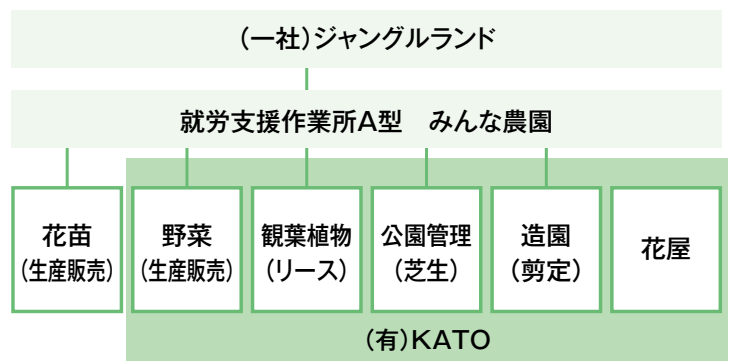 (一社)ジャングルランド
就労支援作業所A型　みんな農園
花苗
(生産販売)
野菜
(生産販売)
観葉植物
(リース)
公園管理
(芝生)
造園
(剪定)
花屋
(有)KATO